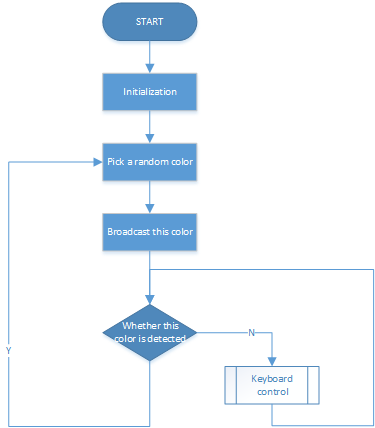 START
Initialization
Pick a random color
Broadcast this color
Whether this
color is detected
N
Y
Keyboard
control